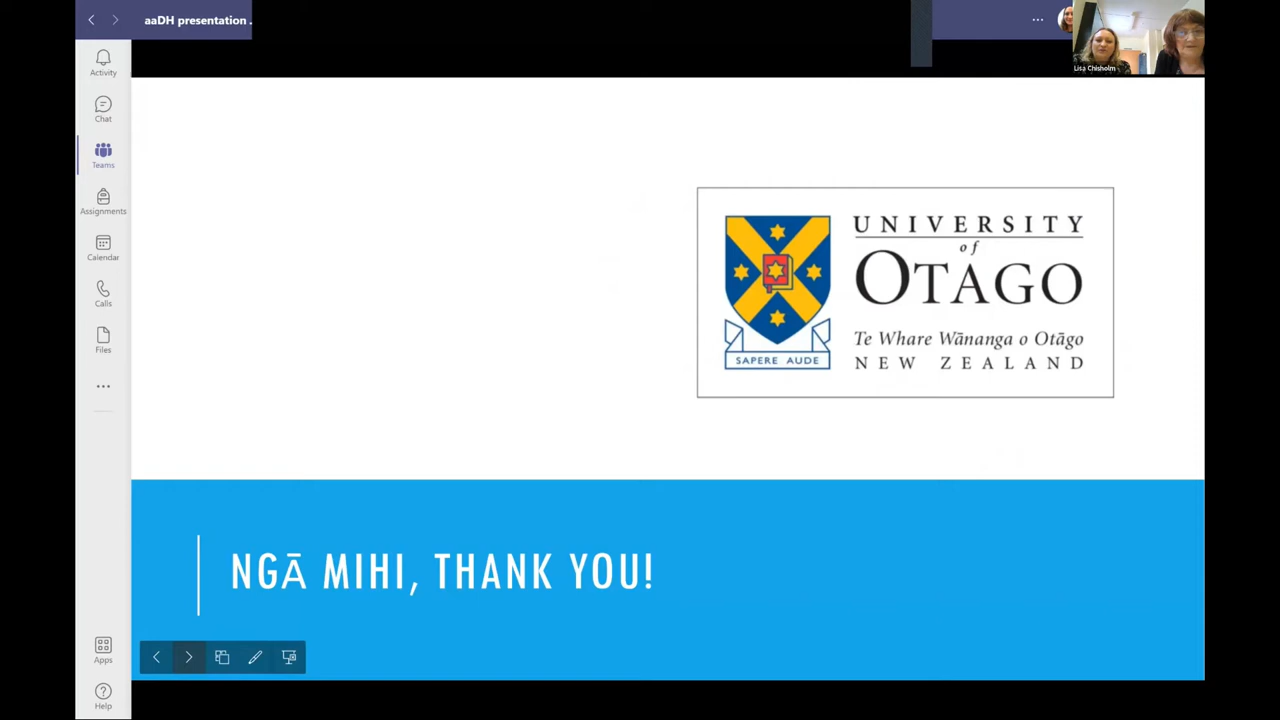 aaDH presentation .
Lisa Chisholm
Activity
Chat
Teams
Assignments
Calendar
Calls
Files
Apps
Help
UNIVERSITY
of
OTAGO
Te Whare Wānanga o Otāgo
NEW ZEALAND
SAPERE AUDE
NGĀ MIHI, THANK YOU!